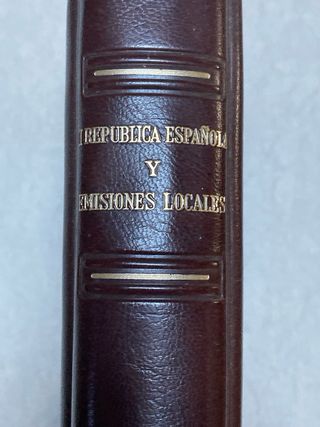 I REPUBLICA ESPAÑOLA
Y
EMISIONES LOCALES